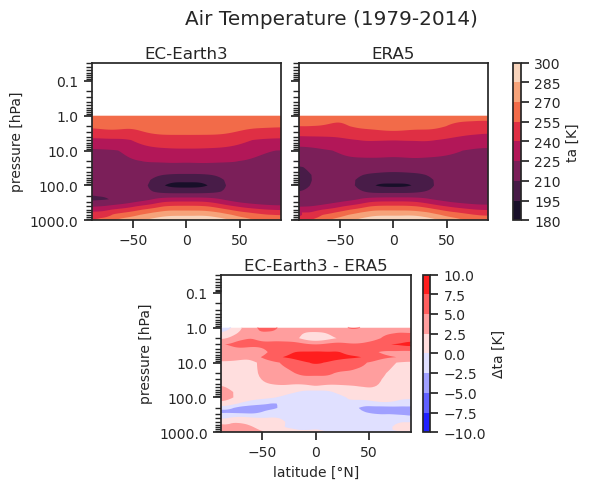 Air Temperature (1979-2014)
EC-Earth3 ERA5
pressure [hPa]
0.1
1.0
10.0
100.0
1000.0
−50 0 50
−50 0 50
300
285
270
255
240
225
210
195
180
ta [K]
EC-Earth3 - ERA5
pressure [hPa]
0.1
1.0
10.0
100.0
1000.0
−50 0 50
latitude [°N]
10.0
7.5
5.0
2.5
0.0
−2.5
−5.0
−7.5
−10.0
Δta [K]